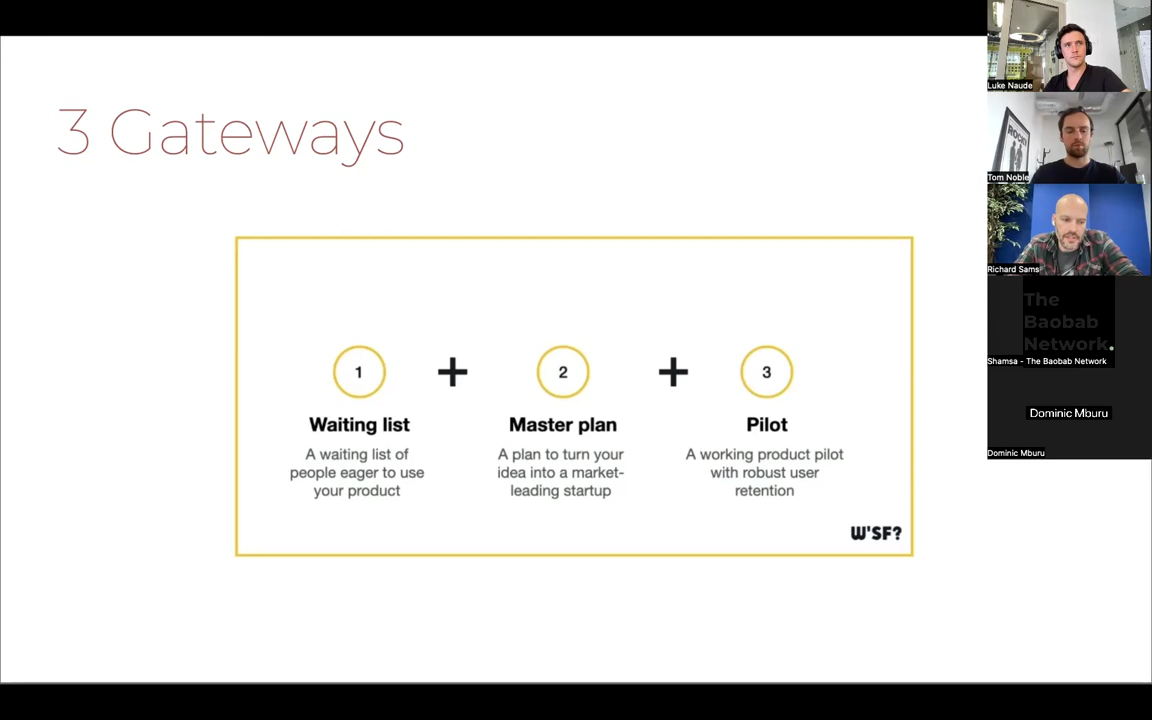 3 Gateways
1
+
2
+
3
Waiting list
A waiting list of
people eager to use
your product
Master plan
A plan to turn your
idea into a market-
leading startup
Pilot
A working product pilot
with robust user
retention
W'SF?
Luke Naude
ROCKY
Tom Noble
Richard Sams
The
Baobab
Network.
Shamsa - The Baobab Network
Dominic Mburu
Dominic Mburu